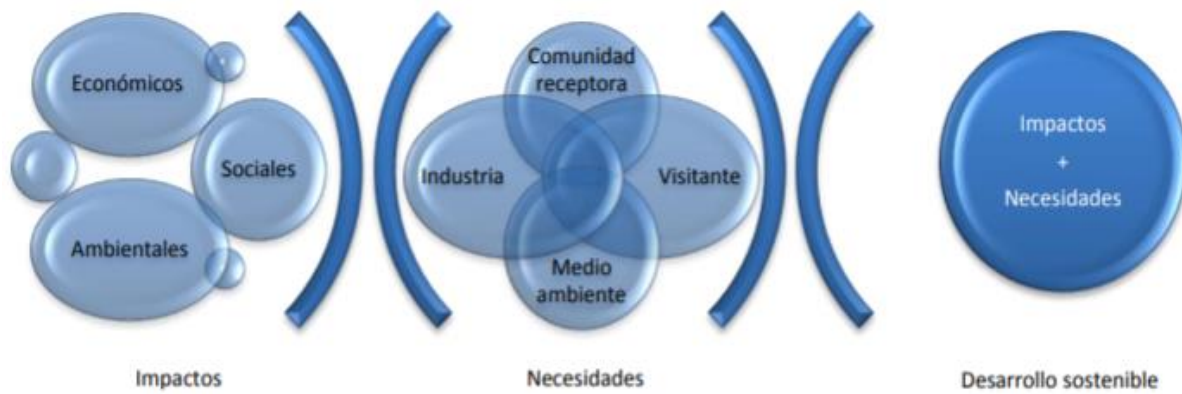 Económicos
Sociales
Ambientales
Impactos
Comunidad
receptora
Industria
Visitante
Medio
ambiente
Necesidades
Impactos
+
Necesidades
Desarrollo sostenible